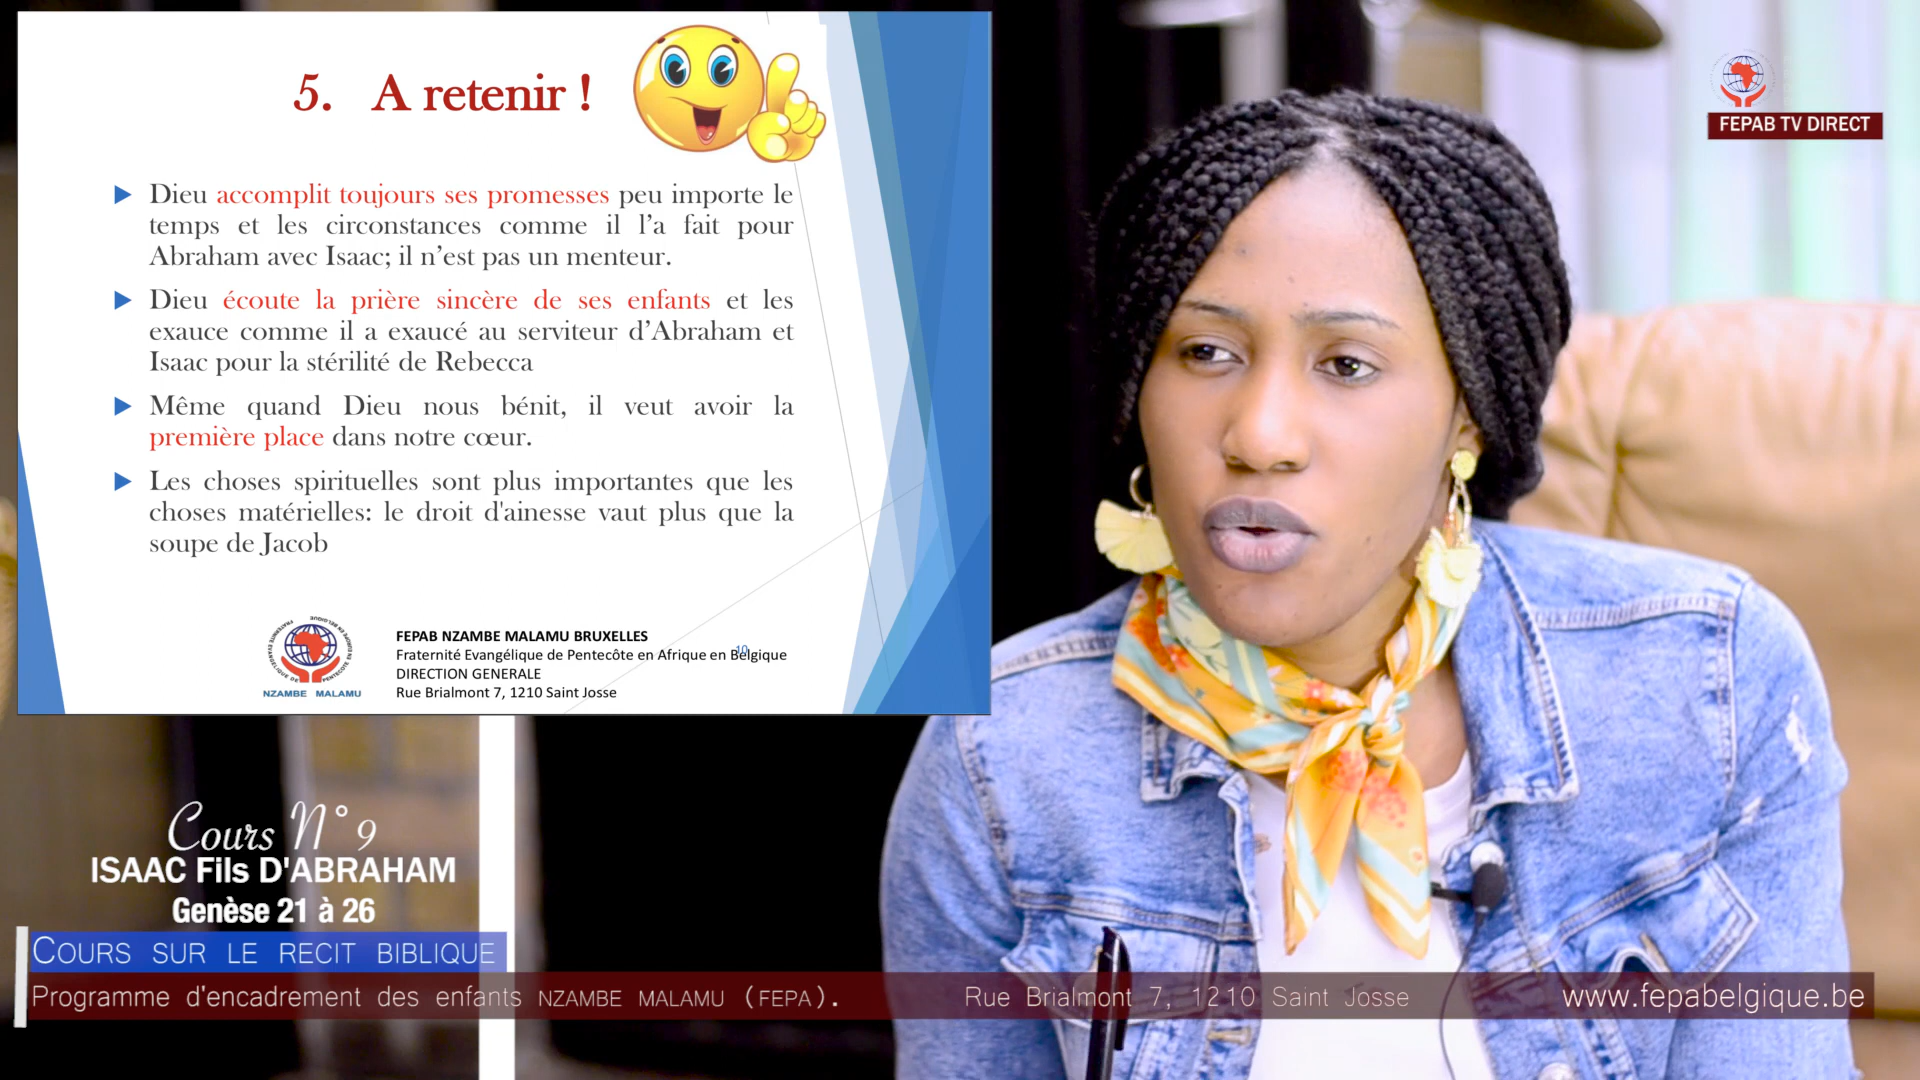 5. A retenir !
Dieu accomplit toujours ses promesses peu importe le
temps et les circonstances comme il l’a fait pour
Abraham avec Isaac; il n’est pas un menteur.
Dieu écoute la prière sincère de ses enfants et les
exauce comme il a exaucé au serviteur d’Abraham et
Isaac pour la stérilité de Rebecca
Même quand Dieu nous bénit, il veut avoir la
première place dans notre cœur.
Les choses spirituelles sont plus importantes que les
choses matérielles: le droit d'ainesse vaut plus que la
soupe de Jacob
NZAMBE MALAMU
FEPAB NZAMBE MALAMU BRUXELLES
Fraternité Evangélique de Pentecôte en Afrique en Belgique
10
DIRECTION GENERALE
Rue Brialmont 7, 1210 Saint Josse
FEPAB TV DIRECT
Cours N° 9
ISAAC Fils D'ABRAHAM
Genèse 21 à 26
COURS SUR LE RECIT BIBLIQUE
Programme d'encadrement des enfants NZAMBE MALAMU (FEPA).
Rue Brialmont 7, 1210 Saint Josse
www.fepabelgique.be